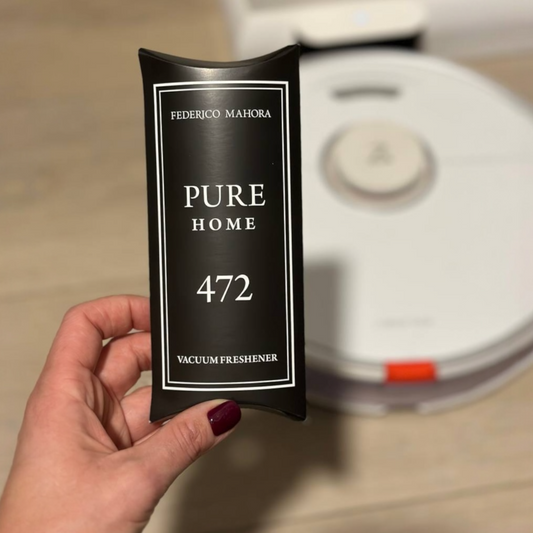 FEDERICO MAHORA
PURE
HOME
472
VACUUM FRESHENER